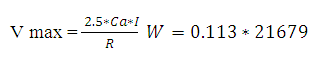 V max = 2.5*Ca*I / R W = 0.113 * 21679